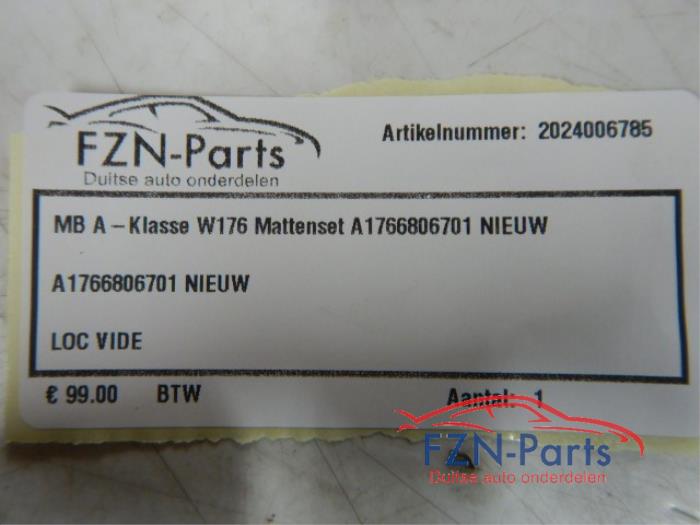 FZN-Parts
Duitse auto onderdelen
Artikelnummer: 2024006785
MB A - Klasse W176 Mattenset A1766806701 NIEUW
A1766806701 NIEUW
LOC VIDE
€ 99.00 BTW Aantal: 1
FZN-Parts
Duitse auto onderdelen